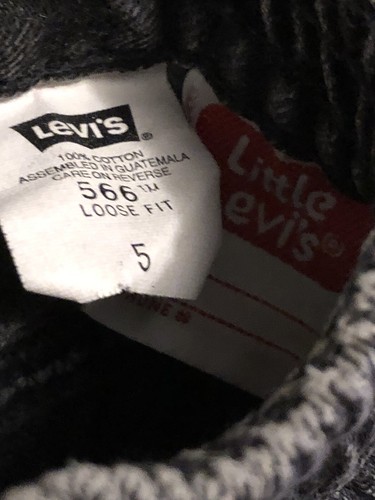 LEVI'S®
100% COTTON
ASSEMBLED IN GUATEMALA
CARE ON REVERSE
566™
LOOSE FIT
5
Little
Levi's®